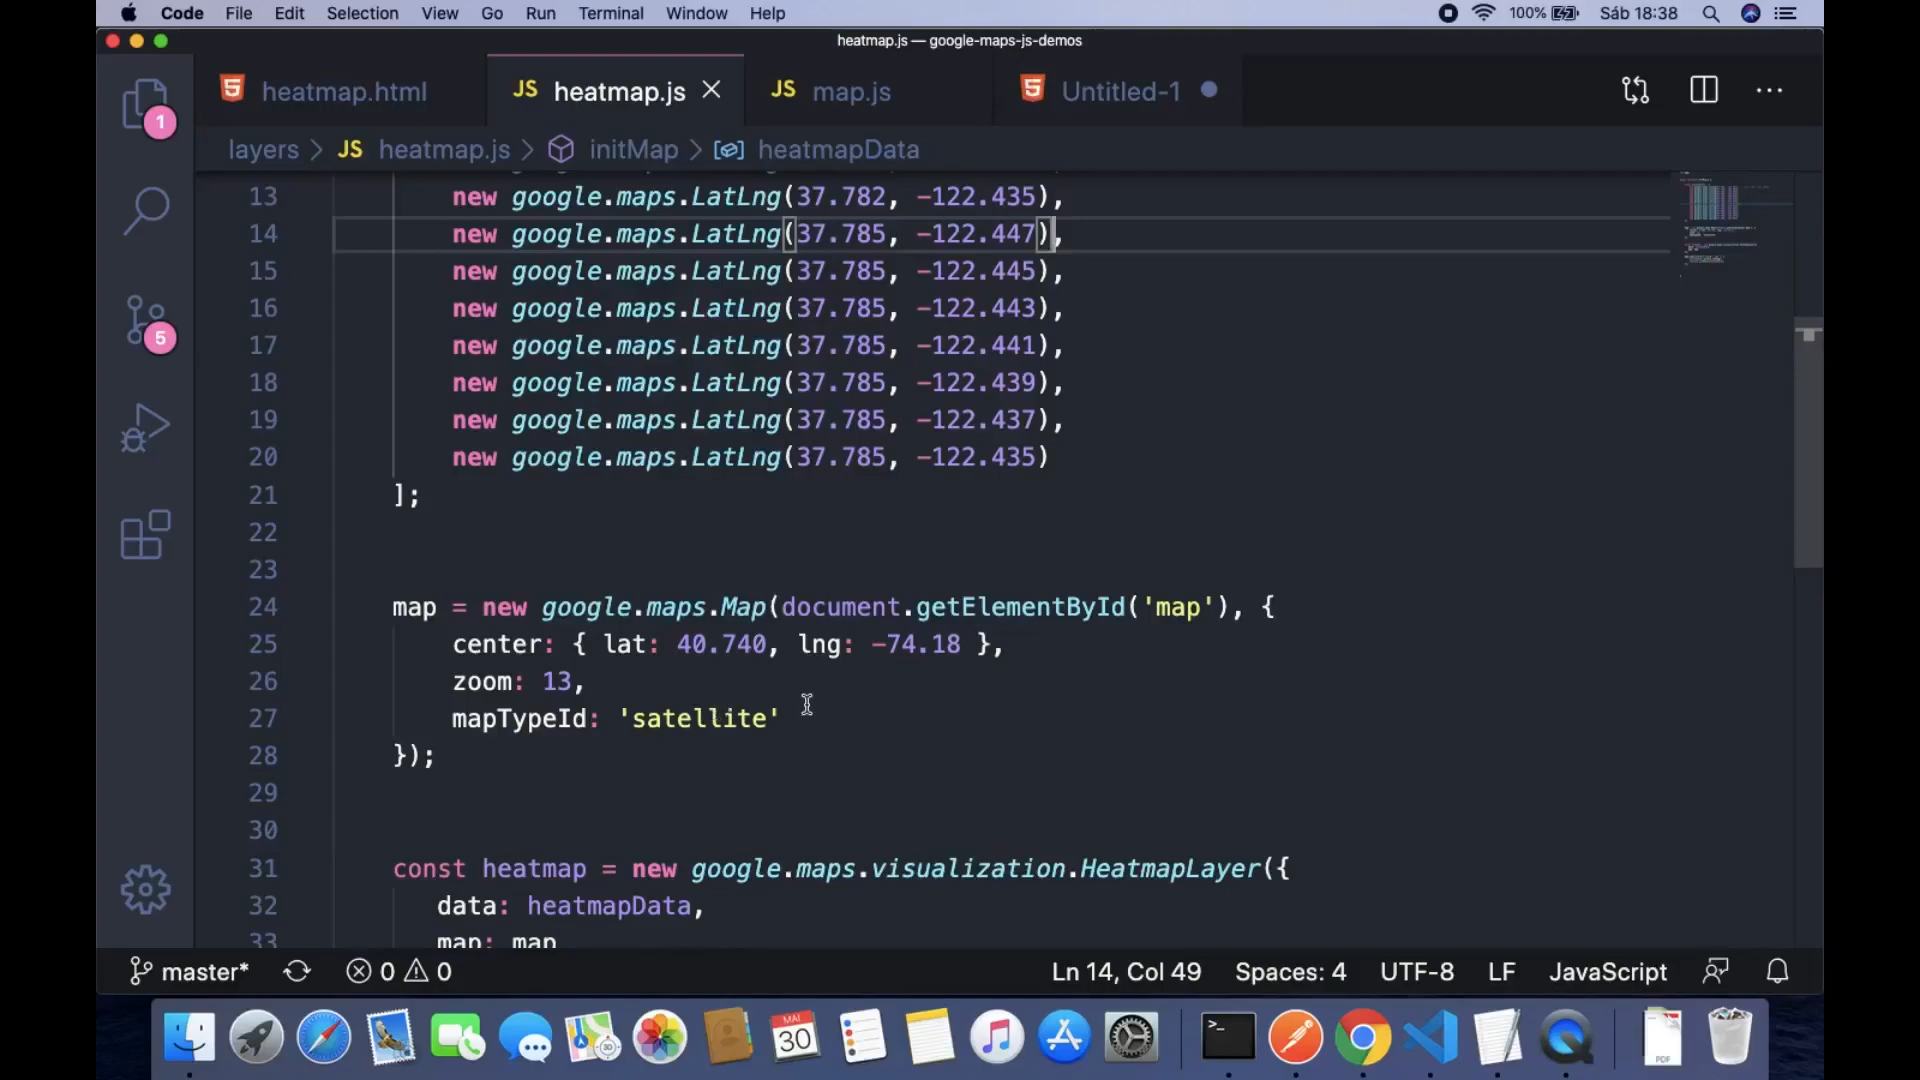 Code File Edit Selection View Go Run Terminal Window Help 100% Sáb 18:38
heatmap.js — google-maps-js-demos
heatmap.html JS heatmap.js JS map.js Untitled-1
1
layers > JS heatmap.js > initMap > heatmapData
13 new google.maps.LatLng(37.782, -122.435),
14 new google.maps.LatLng(37.785, -122.447),
15 new google.maps.LatLng(37.785, -122.445),
16 new google.maps.LatLng(37.785, -122.443),
5
17 new google.maps.LatLng(37.785, -122.441),
18 new google.maps.LatLng(37.785, -122.439),
19 new google.maps.LatLng(37.785, -122.437),
20 new google.maps.LatLng(37.785, -122.435)
21 ];
22
23
24 map = new google.maps.Map(document.getElementById('map'), {
25 center: { lat: 40.740, lng: -74.18 },
26 zoom: 13,
27 mapTypeId: 'satellite'
28 });
29
30
31 const heatmap = new google.maps.visualization.HeatmapLayer({
32 data: heatmapData,
33 map: map
master* 0 0 Ln 14, Col 49 Spaces: 4 UTF-8 LF JavaScript
MAI
30
PDF